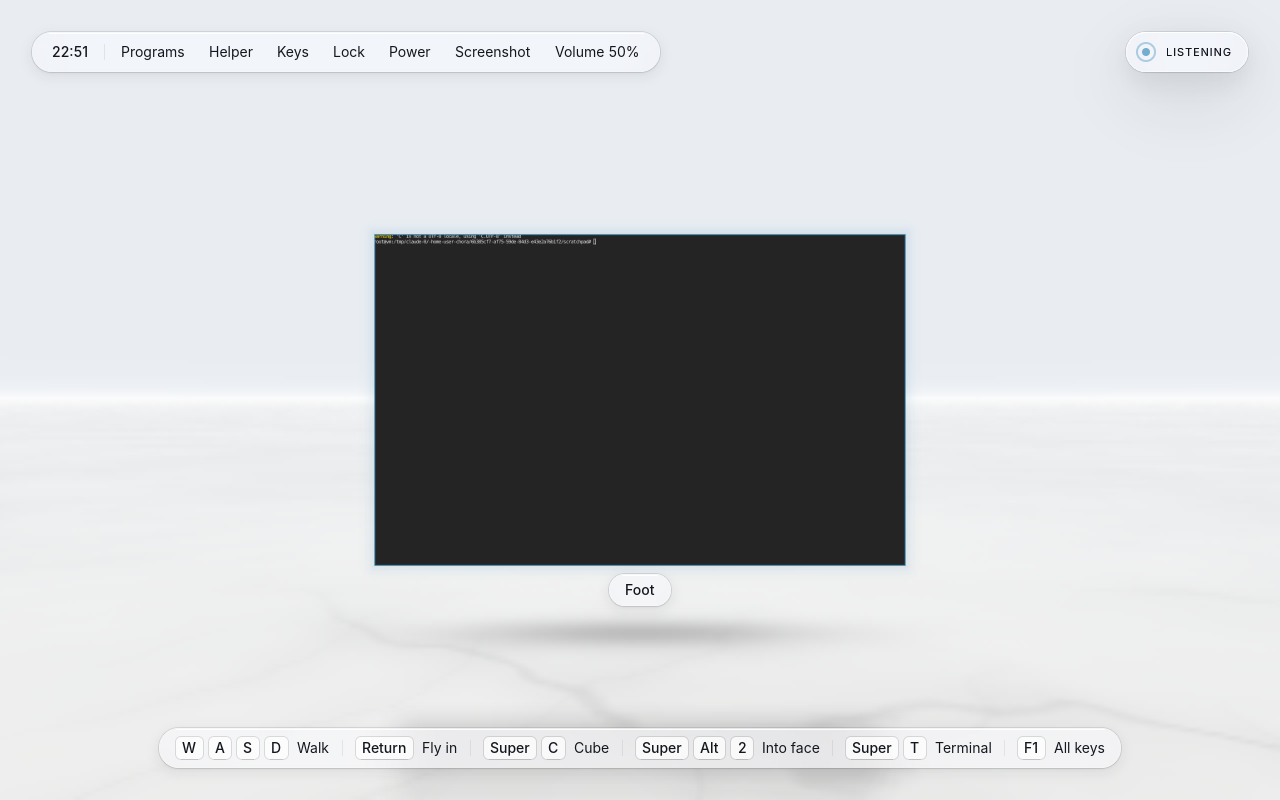 22:51 Programs Helper Keys Lock Power Screenshot Volume 50%
LISTENING
Foot
W A S D Walk Return Fly in Super C Cube Super Alt 2 Into face Super T Terminal F1 All keys